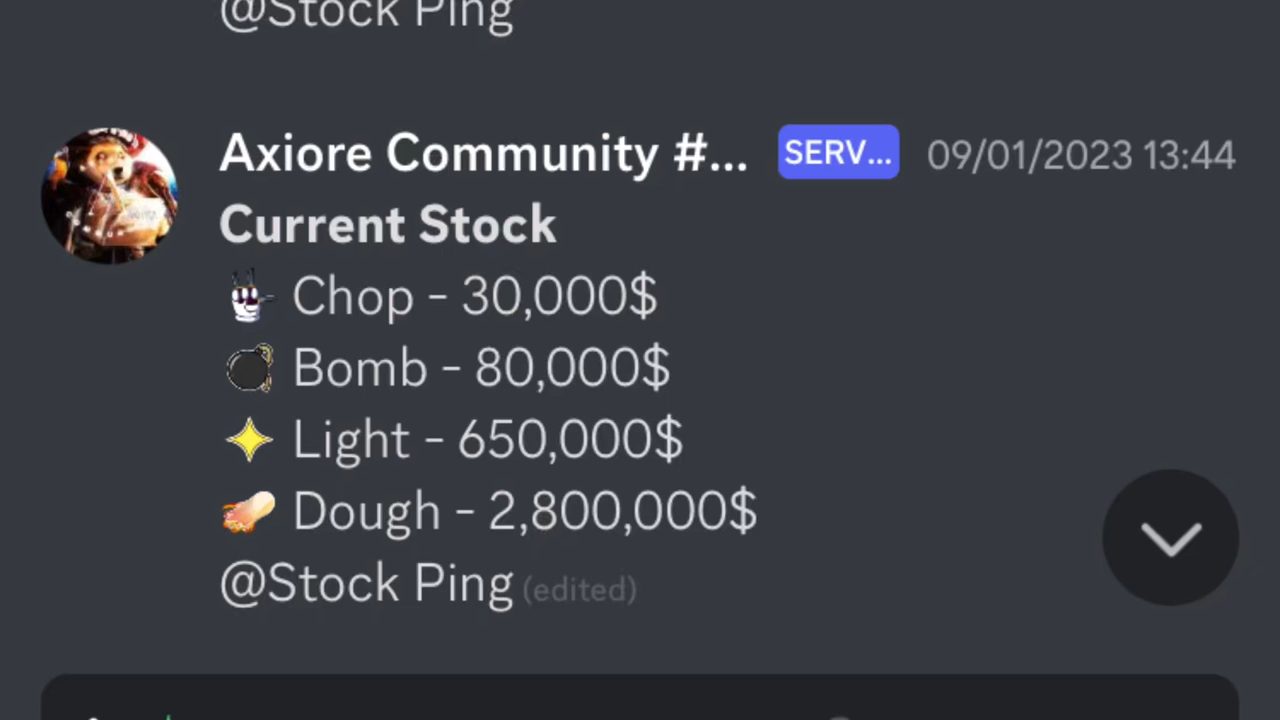 @Stock Ping
Axiore Community #... SERV... 09/01/2023 13:44
Current Stock
Chop - 30,000$
Bomb - 80,000$
Light - 650,000$
Dough - 2,800,000$
@Stock Ping (edited)